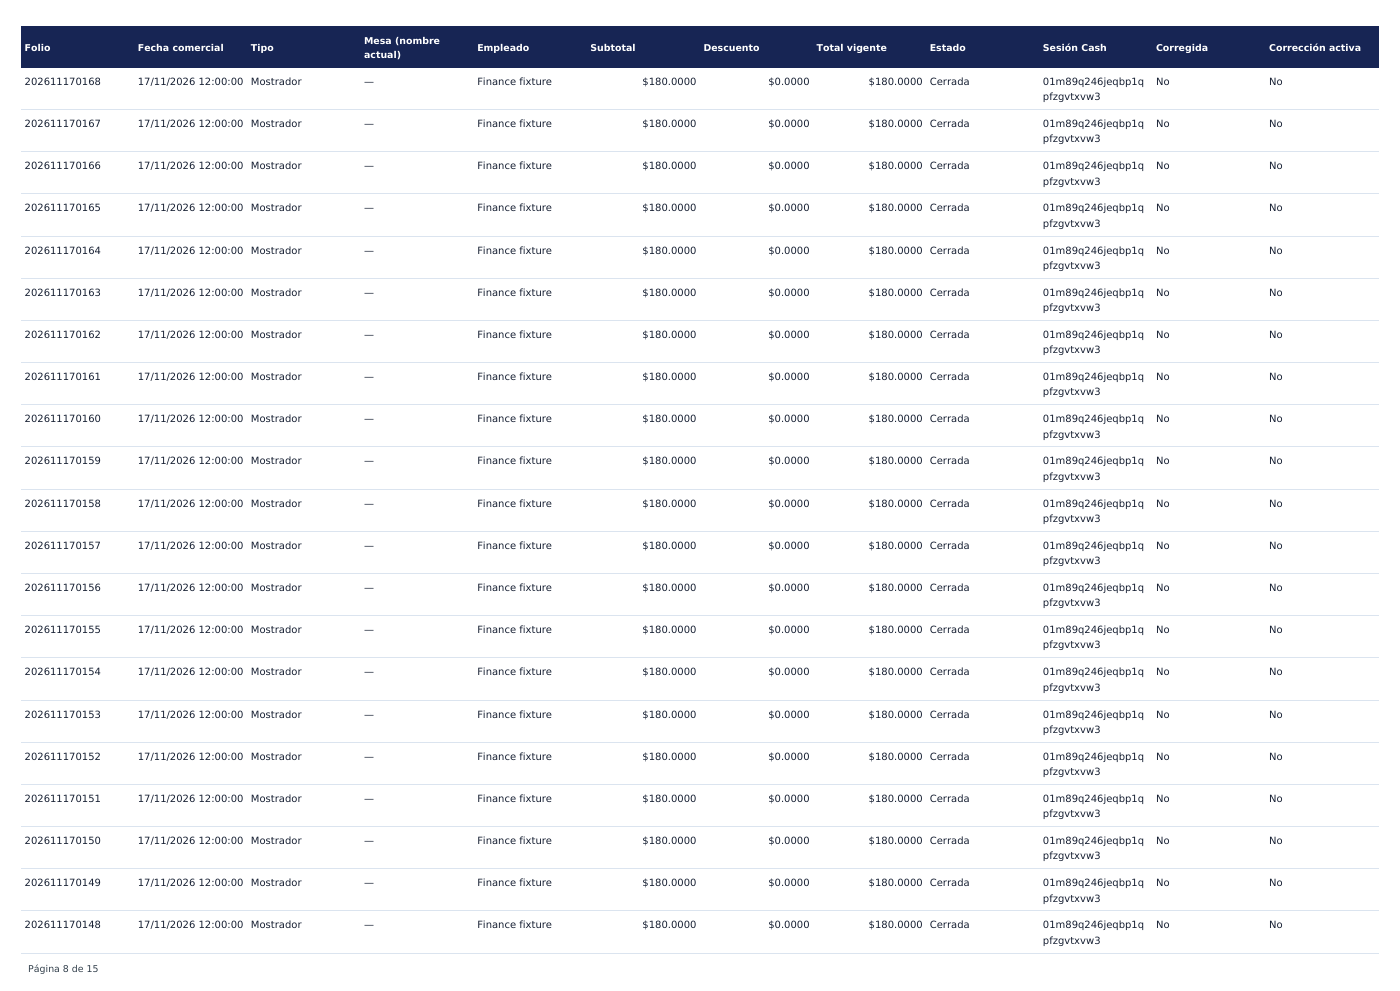 Folio Fecha comercial Tipo Mesa (nombre actual) Empleado Subtotal Descuento Total vigente Estado Sesión Cash Corregida Corrección activa
202611170168 17/11/2026 12:00:00 Mostrador — Finance fixture $180.0000 $0.0000 $180.0000 Cerrada 01m89q246jeqbp1q No No
pfzgvtxvw3
202611170167 17/11/2026 12:00:00 Mostrador — Finance fixture $180.0000 $0.0000 $180.0000 Cerrada 01m89q246jeqbp1q No No
pfzgvtxvw3
202611170166 17/11/2026 12:00:00 Mostrador — Finance fixture $180.0000 $0.0000 $180.0000 Cerrada 01m89q246jeqbp1q No No
pfzgvtxvw3
202611170165 17/11/2026 12:00:00 Mostrador — Finance fixture $180.0000 $0.0000 $180.0000 Cerrada 01m89q246jeqbp1q No No
pfzgvtxvw3
202611170164 17/11/2026 12:00:00 Mostrador — Finance fixture $180.0000 $0.0000 $180.0000 Cerrada 01m89q246jeqbp1q No No
pfzgvtxvw3
202611170163 17/11/2026 12:00:00 Mostrador — Finance fixture $180.0000 $0.0000 $180.0000 Cerrada 01m89q246jeqbp1q No No
pfzgvtxvw3
202611170162 17/11/2026 12:00:00 Mostrador — Finance fixture $180.0000 $0.0000 $180.0000 Cerrada 01m89q246jeqbp1q No No
pfzgvtxvw3
202611170161 17/11/2026 12:00:00 Mostrador — Finance fixture $180.0000 $0.0000 $180.0000 Cerrada 01m89q246jeqbp1q No No
pfzgvtxvw3
202611170160 17/11/2026 12:00:00 Mostrador — Finance fixture $180.0000 $0.0000 $180.0000 Cerrada 01m89q246jeqbp1q No No
pfzgvtxvw3
202611170159 17/11/2026 12:00:00 Mostrador — Finance fixture $180.0000 $0.0000 $180.0000 Cerrada 01m89q246jeqbp1q No No
pfzgvtxvw3
202611170158 17/11/2026 12:00:00 Mostrador — Finance fixture $180.0000 $0.0000 $180.0000 Cerrada 01m89q246jeqbp1q No No
pfzgvtxvw3
202611170157 17/11/2026 12:00:00 Mostrador — Finance fixture $180.0000 $0.0000 $180.0000 Cerrada 01m89q246jeqbp1q No No
pfzgvtxvw3
202611170156 17/11/2026 12:00:00 Mostrador — Finance fixture $180.0000 $0.0000 $180.0000 Cerrada 01m89q246jeqbp1q No No
pfzgvtxvw3
202611170155 17/11/2026 12:00:00 Mostrador — Finance fixture $180.0000 $0.0000 $180.0000 Cerrada 01m89q246jeqbp1q No No
pfzgvtxvw3
202611170154 17/11/2026 12:00:00 Mostrador — Finance fixture $180.0000 $0.0000 $180.0000 Cerrada 01m89q246jeqbp1q No No
pfzgvtxvw3
202611170153 17/11/2026 12:00:00 Mostrador — Finance fixture $180.0000 $0.0000 $180.0000 Cerrada 01m89q246jeqbp1q No No
pfzgvtxvw3
202611170152 17/11/2026 12:00:00 Mostrador — Finance fixture $180.0000 $0.0000 $180.0000 Cerrada 01m89q246jeqbp1q No No
pfzgvtxvw3
202611170151 17/11/2026 12:00:00 Mostrador — Finance fixture $180.0000 $0.0000 $180.0000 Cerrada 01m89q246jeqbp1q No No
pfzgvtxvw3
202611170150 17/11/2026 12:00:00 Mostrador — Finance fixture $180.0000 $0.0000 $180.0000 Cerrada 01m89q246jeqbp1q No No
pfzgvtxvw3
202611170149 17/11/2026 12:00:00 Mostrador — Finance fixture $180.0000 $0.0000 $180.0000 Cerrada 01m89q246jeqbp1q No No
pfzgvtxvw3
202611170148 17/11/2026 12:00:00 Mostrador — Finance fixture $180.0000 $0.0000 $180.0000 Cerrada 01m89q246jeqbp1q No No
pfzgvtxvw3
Página 8 de 15